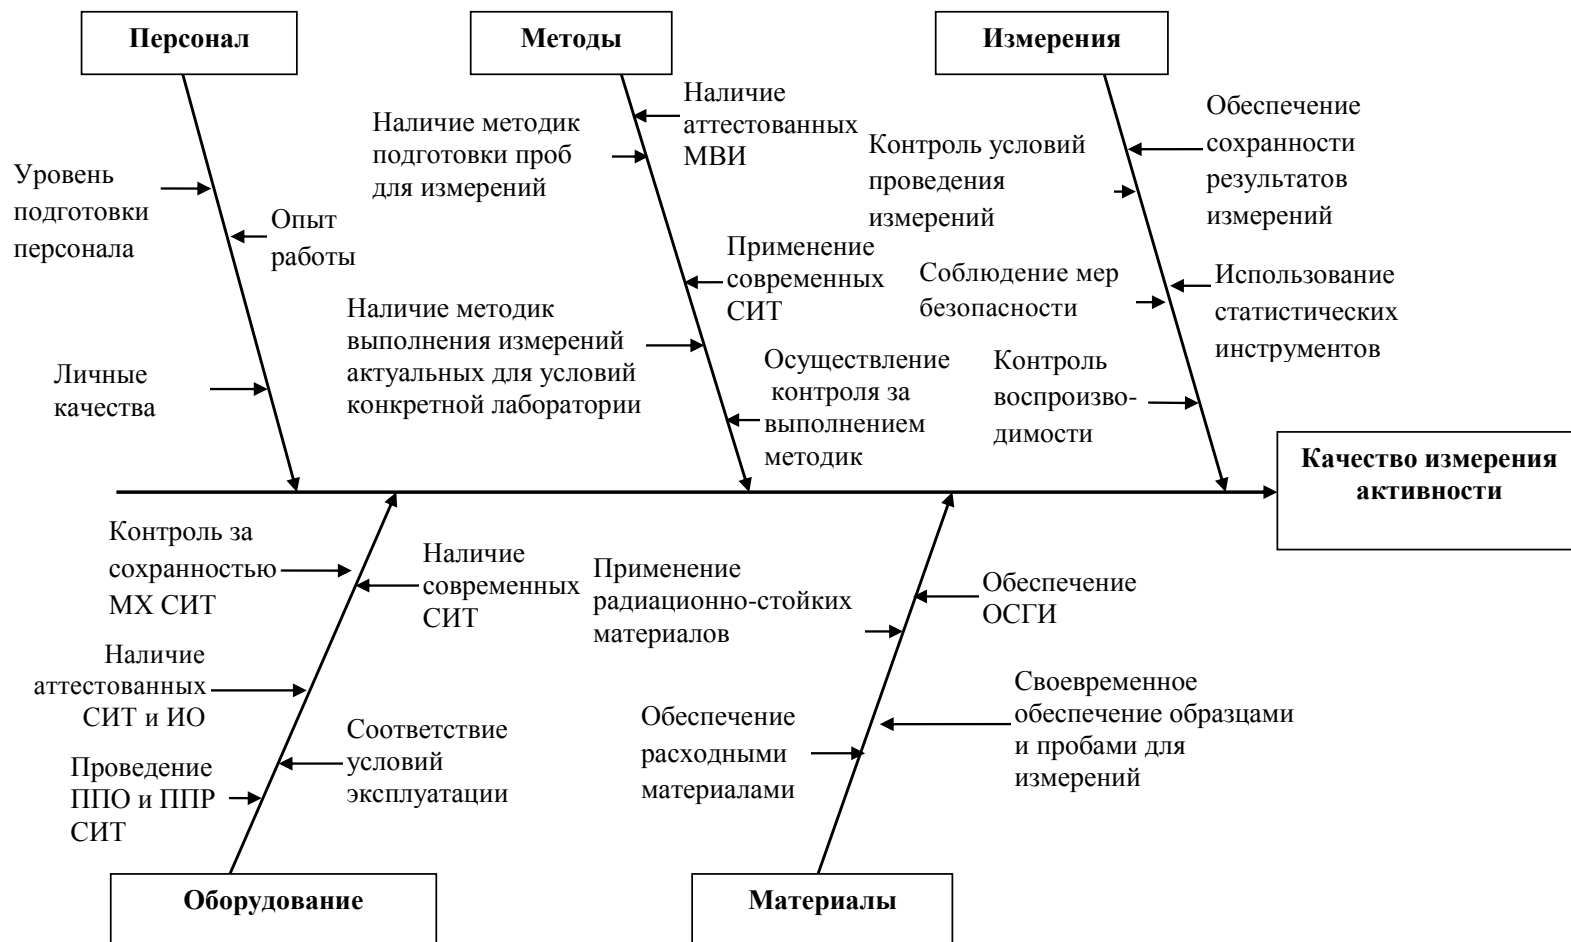 Персонал
Методы
Измерения
Уровень
подготовки
персонала
Опыт
работы
Личные
качества
Наличие методик
подготовки проб
для измерений
Наличие
аттестованных
МВИ
Применение
современных
СИТ
Наличие методик
выполнения измерений
актуальных для условий
конкретной лаборатории
Осуществление
контроля за
выполнением
методик
Контроль условий
проведения
измерений
Обеспечение
сохранности
результатов
измерений
Соблюдение мер
безопасности
Использование
статистических
инструментов
Контроль
воспроизво-
димости
Качество измерения
активности
Контроль за
сохранностью
МХ СИТ
Наличие
современных
СИТ
Наличие
аттестованных
СИТ и ИО
Соответствие
условий
эксплуатации
Проведение
ППО и ППР
СИТ
Применение
радиационно-стойких
материалов
Обеспечение
ОСГИ
Обеспечение
расходными
материалами
Своевременное
обеспечение образцами
и пробами для
измерений
Оборудование
Материалы